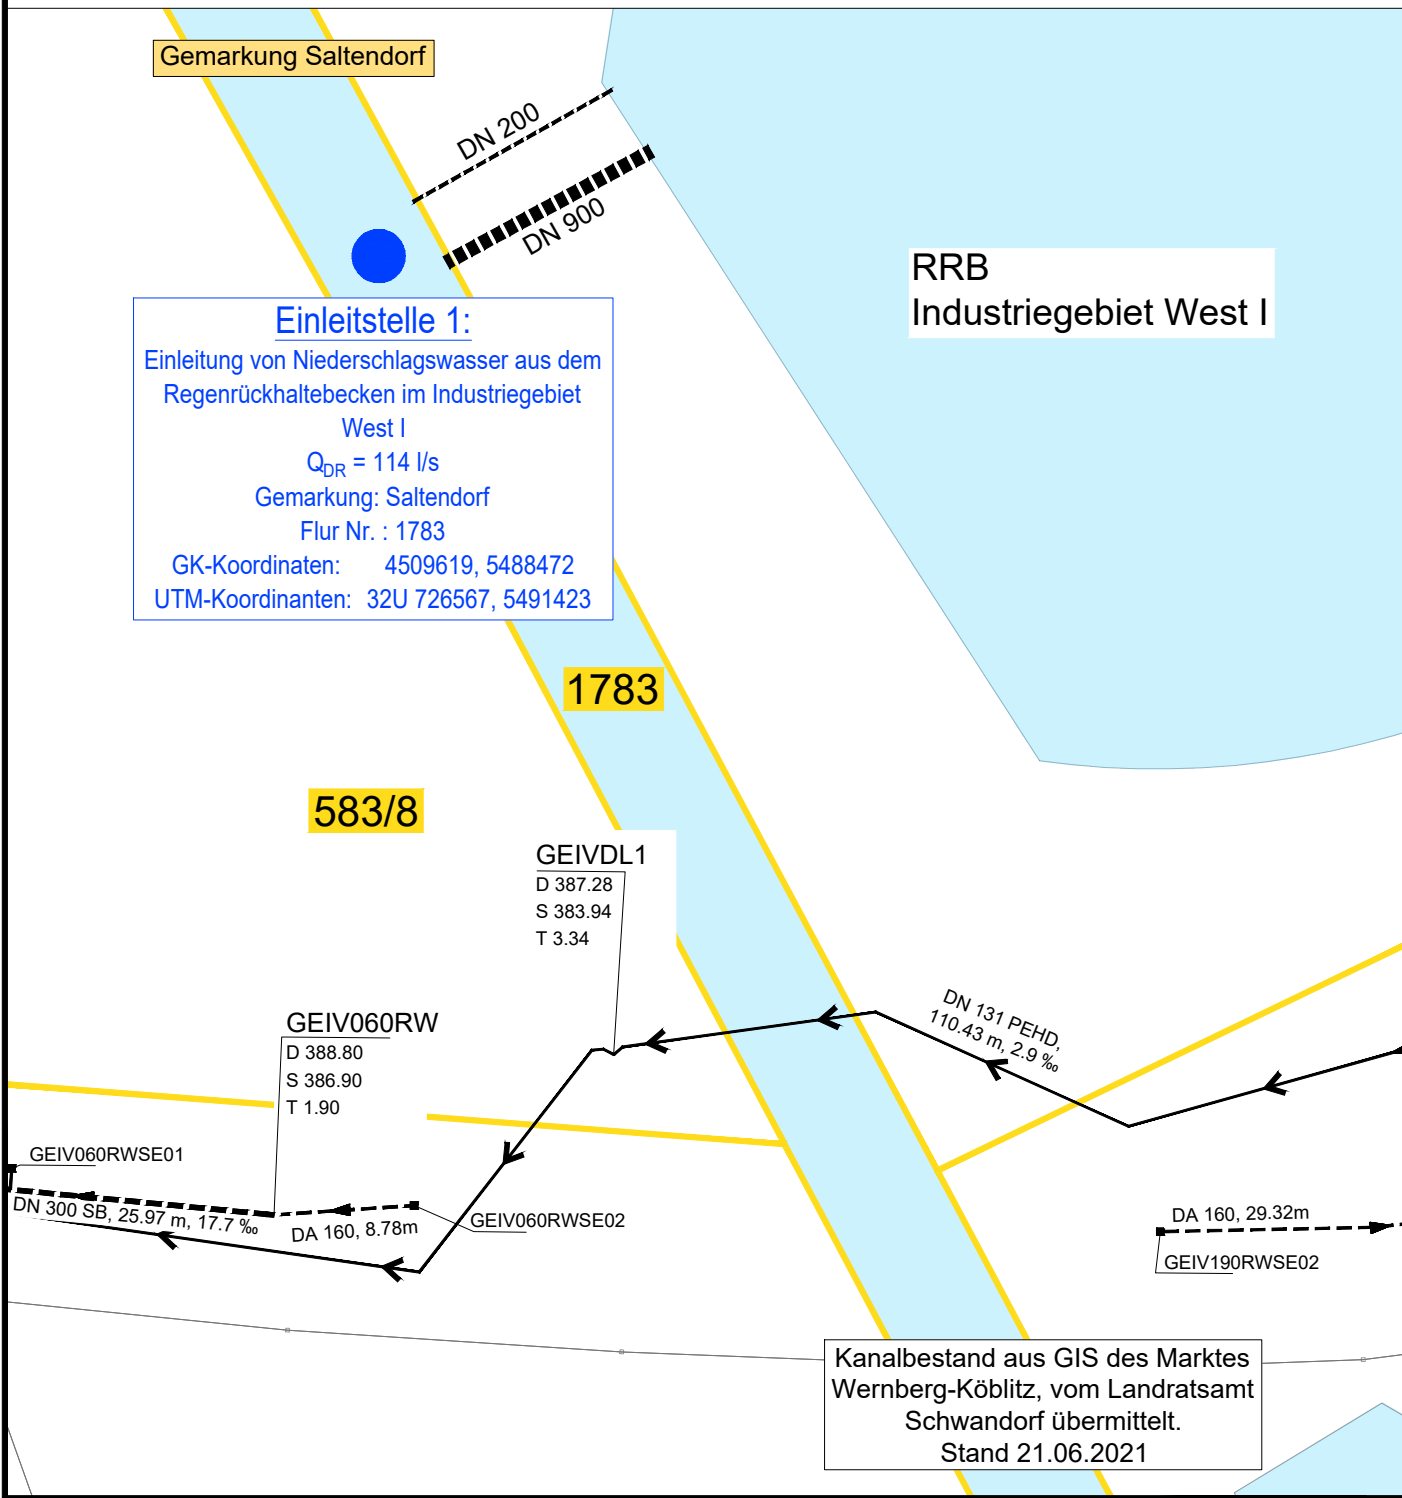 Gemarkung Saltendorf
DN 200
DN 900
RRB
Industriegebiet West I
Einleitstelle 1:
Einleitung von Niederschlagswasser aus dem
Regenrückhaltebecken im Industriegebiet
West I
QDR = 114 l/s
Gemarkung: Saltendorf
Flur Nr. : 1783
GK-Koordinaten: 4509619, 5488472
UTM-Koordinanten: 32U 726567, 5491423
1783
583/8
GEIVDL1
D 387.28
S 383.94
T 3.34
DN 131 PEHD,
110.43 m, 2.9 ‰
GEIV060RW
D 388.80
S 386.90
T 1.90
GEIV060RWSE01
DN 300 SB, 25.97 m, 17.7 ‰
DA 160, 8.78m
GEIV060RWSE02
DA 160, 29.32m
GEIV190RWSE02
Kanalbestand aus GIS des Marktes
Wernberg-Köblitz, vom Landratsamt
Schwandorf übermittelt.
Stand 21.06.2021